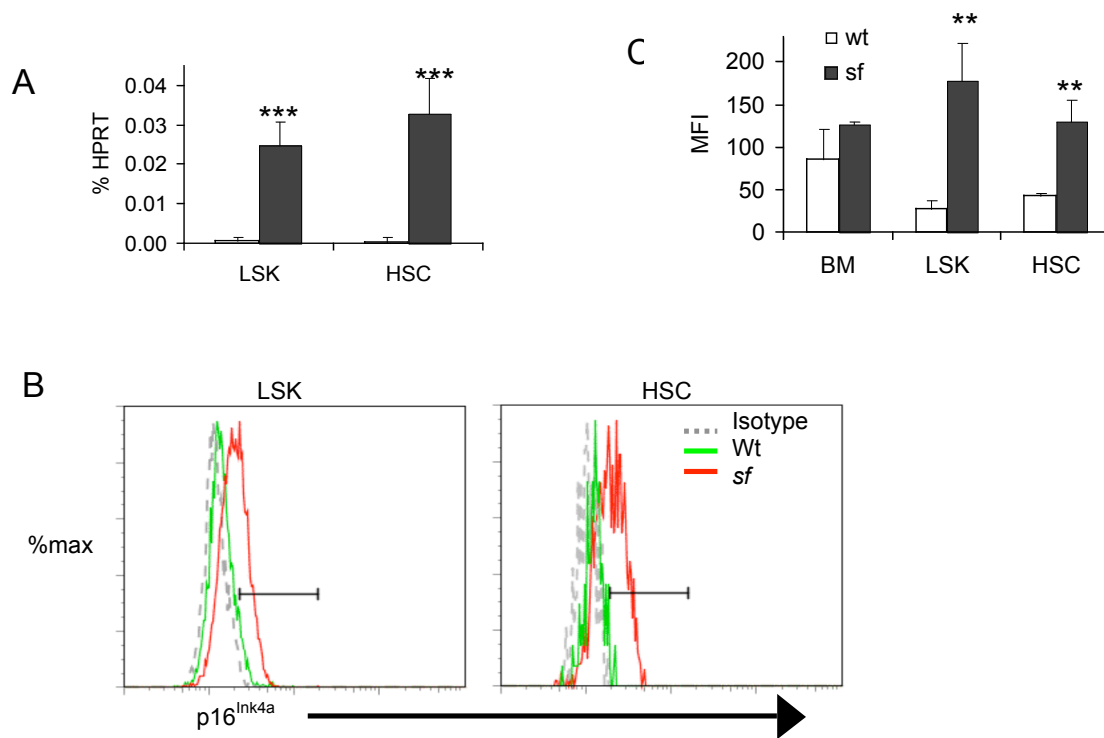 A
% HPRT
0.04
0.03
0.02
0.01
0.00
***
***
LSK
HSC
C
wt
sf
MFI
200
150
100
50
0
**
**
BM
LSK
HSC
B
LSK
HSC
Isotype
Wt
sf
%max
p16Ink4a